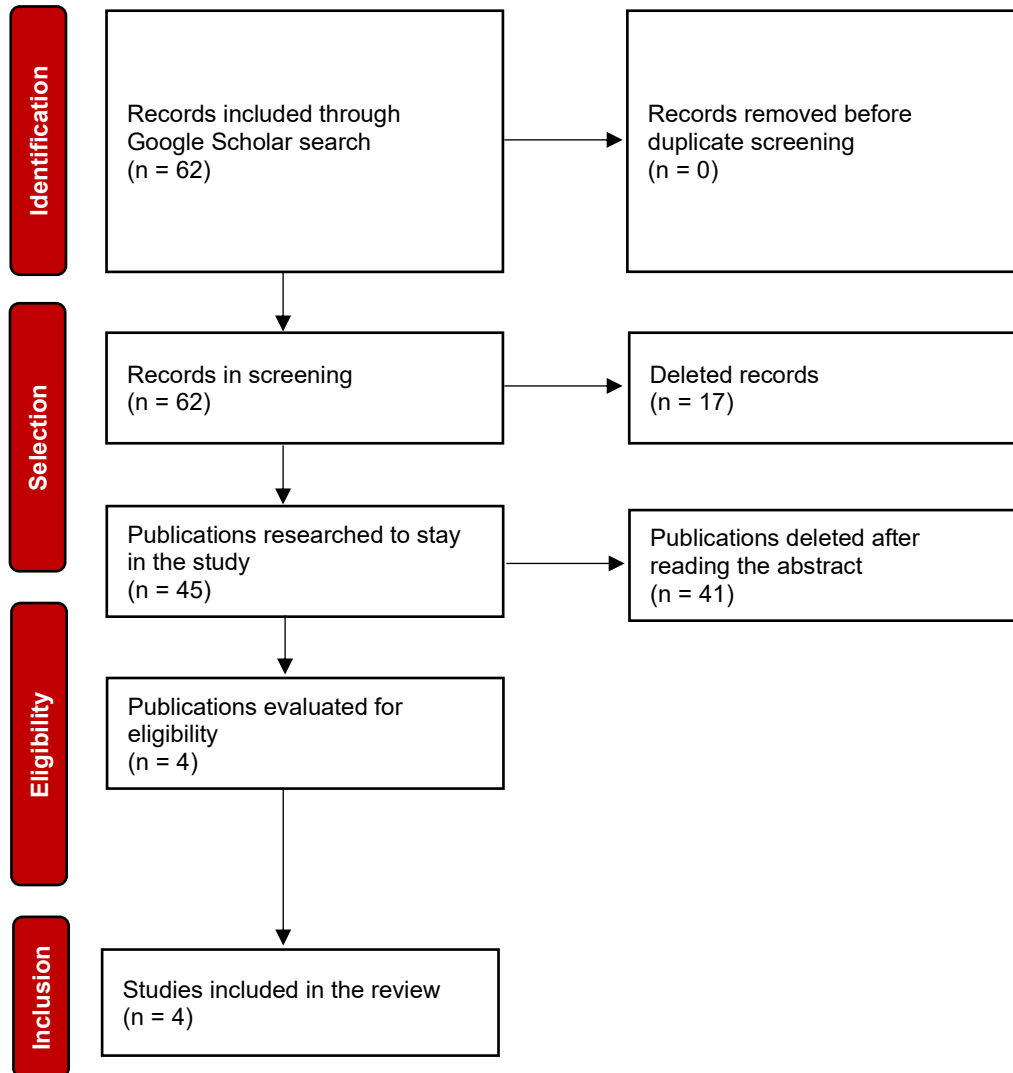 Identification
Records included through
Google Scholar search
(n = 62)
Records removed before
duplicate screening
(n = 0)
Selection
Records in screening
(n = 62)
Deleted records
(n = 17)
Publications researched to stay
in the study
(n = 45)
Publications deleted after
reading the abstract
(n = 41)
Eligibility
Publications evaluated for
eligibility
(n = 4)
Inclusion
Studies included in the review
(n = 4)